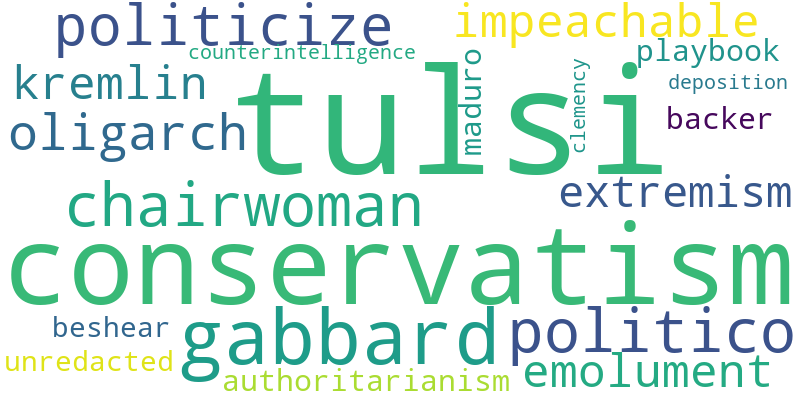 politicize
impeachable
counterintelligence
playbook
kremlin
tulsi
maduro
clemency
deposition
oligarch
backer
chairwoman
extremism
conservatism
beshear
gabbard
politico
unredacted
authoritarianism
emolument